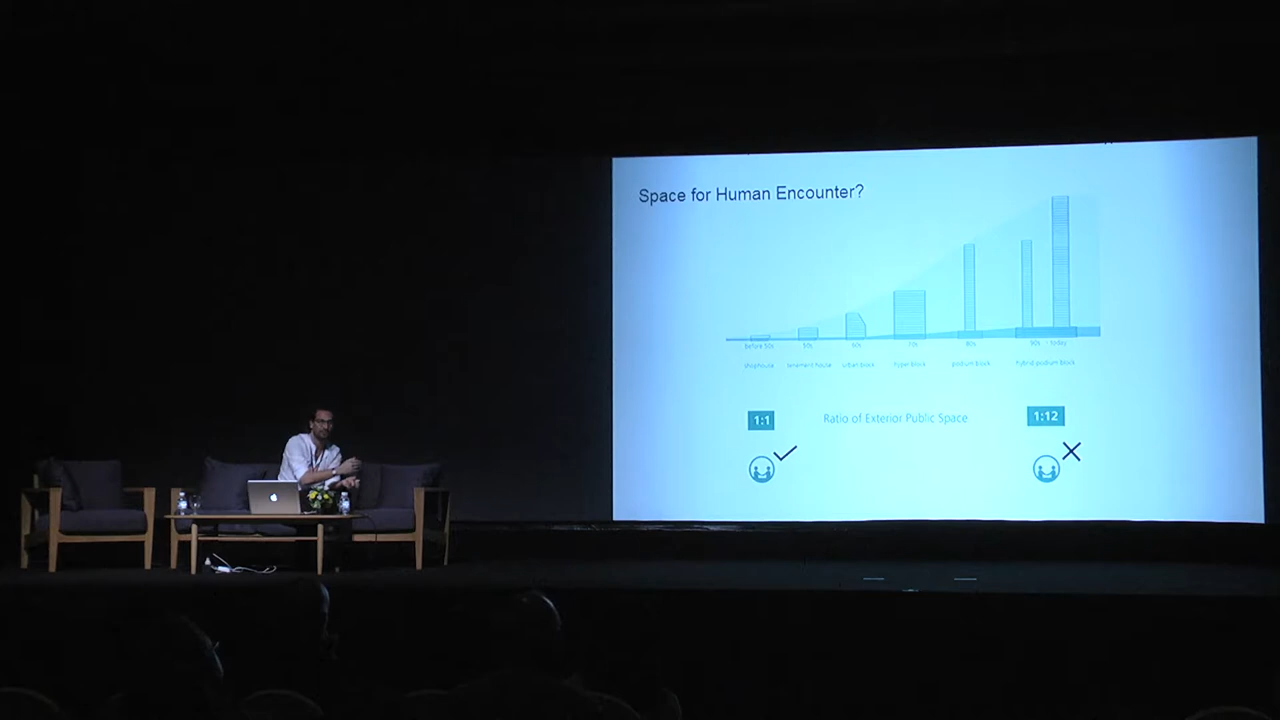 Space for Human Encounter?
before 50s 50s 60s 70s 80s 90s - today
shophouse tenement house urban block hyper block podium block hybrid podium block
1:1 Ratio of Exterior Public Space 1:12